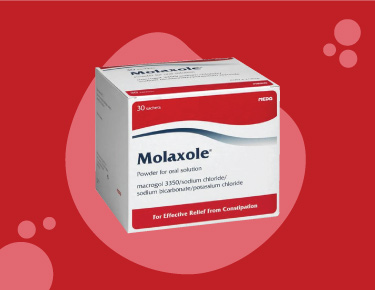 Molaxole
30 sachets
MEDA
Molaxole®
Powder for oral solution
macrogol 3350/sodium chloride/
sodium bicarbonate/potassium chloride
For Effective Relief From Constipation